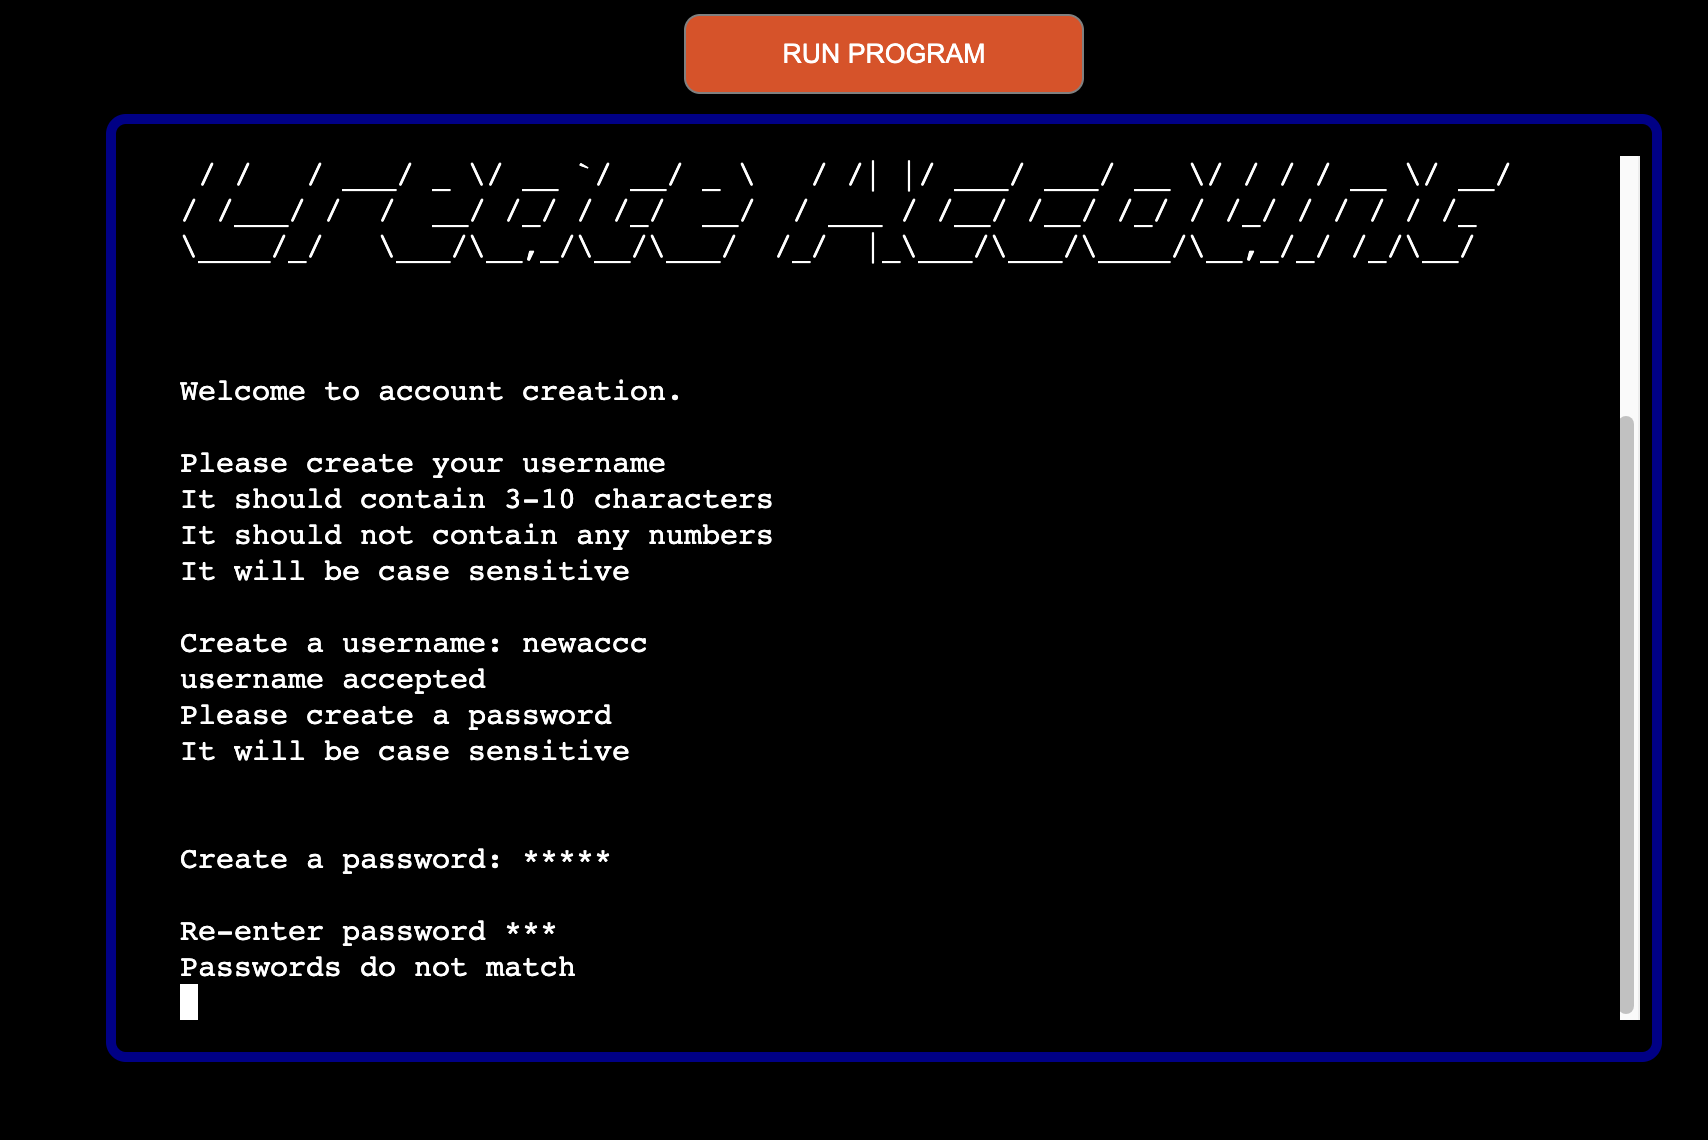 RUN PROGRAM
Create Account
Welcome to account creation.
Please create your username
It should contain 3-10 characters
It should not contain any numbers
It will be case sensitive
Create a username: newaccc
username accepted
Please create a password
It will be case sensitive
Create a password: *****
Re-enter password ***
Passwords do not match